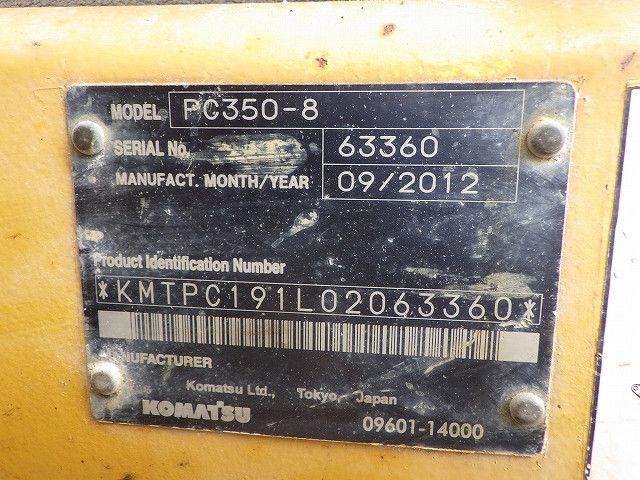 MODEL PC350-8
SERIAL No. 63360
MANUFACT. MONTH/YEAR 09/2012
Product Identification Number
*KMTPC191L02063360*
MANUFACTURER
Komatsu Ltd., Tokyo, Japan
KOMATSU 09601-14000